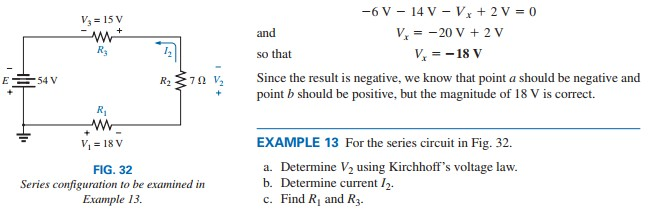 V3 = 15 V
- +
R3
I2
-
E
54 V
+
R2
7 Ω
-
V2
+
R1
+ -
V1 = 18 V
FIG. 32
Series configuration to be examined in
Example 13.
−6 V − 14 V − Vx + 2 V = 0
and Vx = −20 V + 2 V
so that Vx = −18 V
Since the result is negative, we know that point a should be negative and
point b should be positive, but the magnitude of 18 V is correct.
EXAMPLE 13 For the series circuit in Fig. 32.
a. Determine V2 using Kirchhoff's voltage law.
b. Determine current I2.
c. Find R1 and R3.